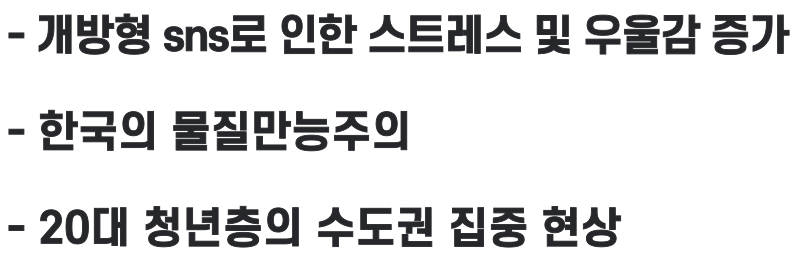 - 개방형 sns로 인한 스트레스 및 우울감 증가
- 한국의 물질만능주의
- 20대 청년층의 수도권 집중 현상